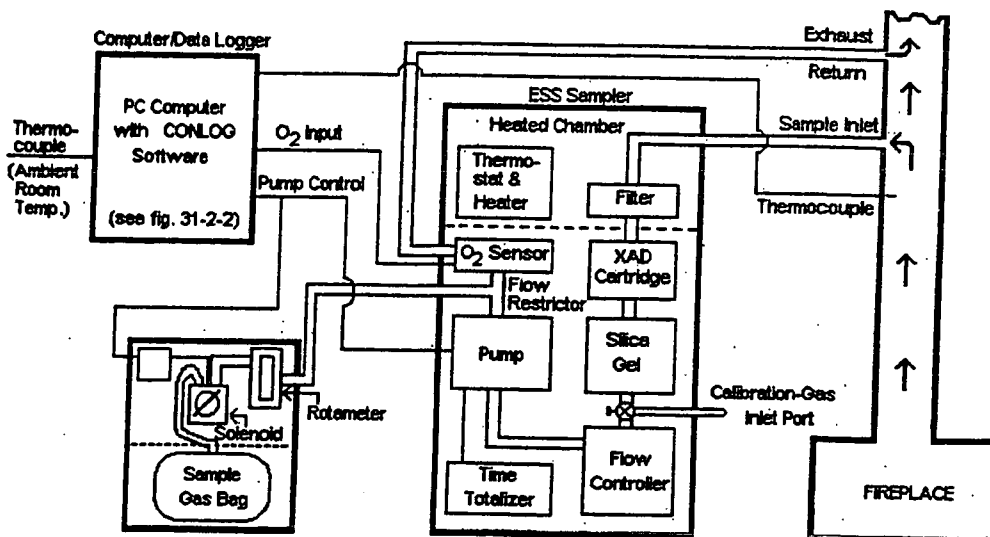 Computer/Data Logger
PC Computer
with CONLOG
Software
(see fig. 31-2-2)
Thermo-
couple
(Ambient
Room
Temp.)
O₂ Input
Pump Control
ESS Sampler
Heated Chamber
Thermo-
stat &
Heater
Filter
O₂ Sensor
XAD
Cartridge
Flow
Restrictor
Pump
Silica
Gel
Time
Totalizer
Flow
Controller
Exhaust
Return
Sample Inlet
Thermocouple
Calibration-Gas
Inlet Port
FIREPLACE
Rotameter
Solenoid
Sample
Gas Bag